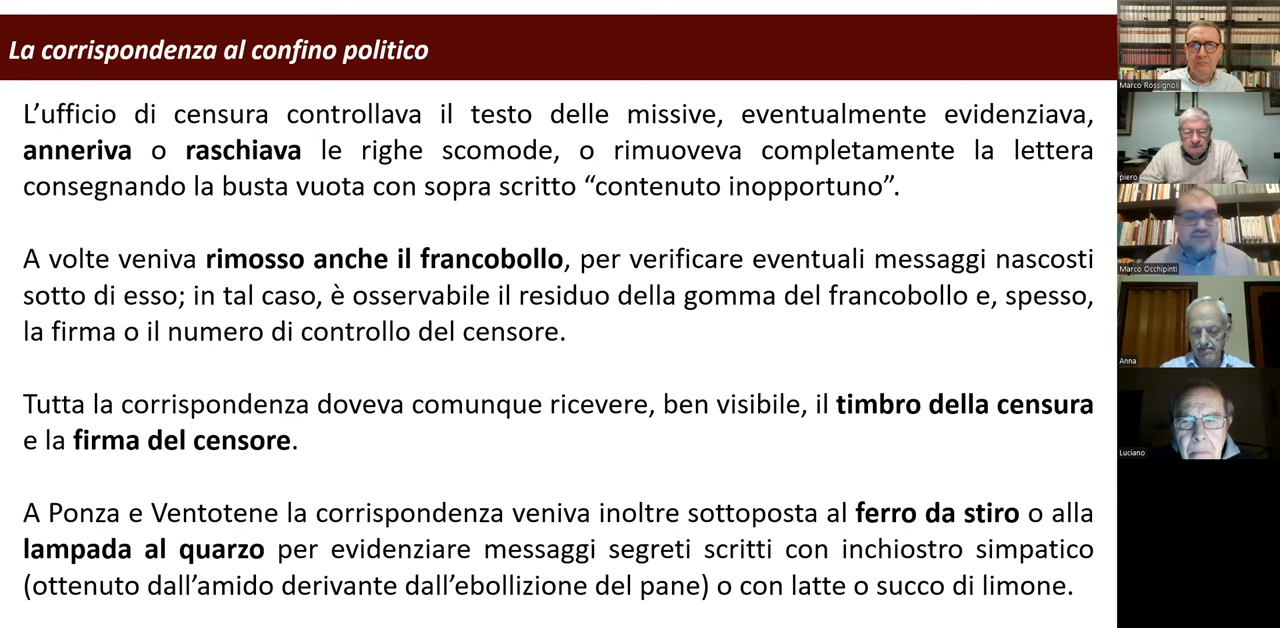 La corrispondenza al confino politico
L’ufficio di censura controllava il testo delle missive, eventualmente evidenziava,
anneriva o raschiava le righe scomode, o rimuoveva completamente la lettera
consegnando la busta vuota con sopra scritto “contenuto inopportuno”.
A volte veniva rimosso anche il francobollo, per verificare eventuali messaggi nascosti
sotto di esso; in tal caso, è osservabile il residuo della gomma del francobollo e, spesso,
la firma o il numero di controllo del censore.
Tutta la corrispondenza doveva comunque ricevere, ben visibile, il timbro della censura
e la firma del censore.
A Ponza e Ventotene la corrispondenza veniva inoltre sottoposta al ferro da stiro o alla
lampada al quarzo per evidenziare messaggi segreti scritti con inchiostro simpatico
(ottenuto dall’amido derivante dall’ebollizione del pane) o con latte o succo di limone.
Marco Rossignoli
piero
Marco Occhipinti
Anna
Luciano